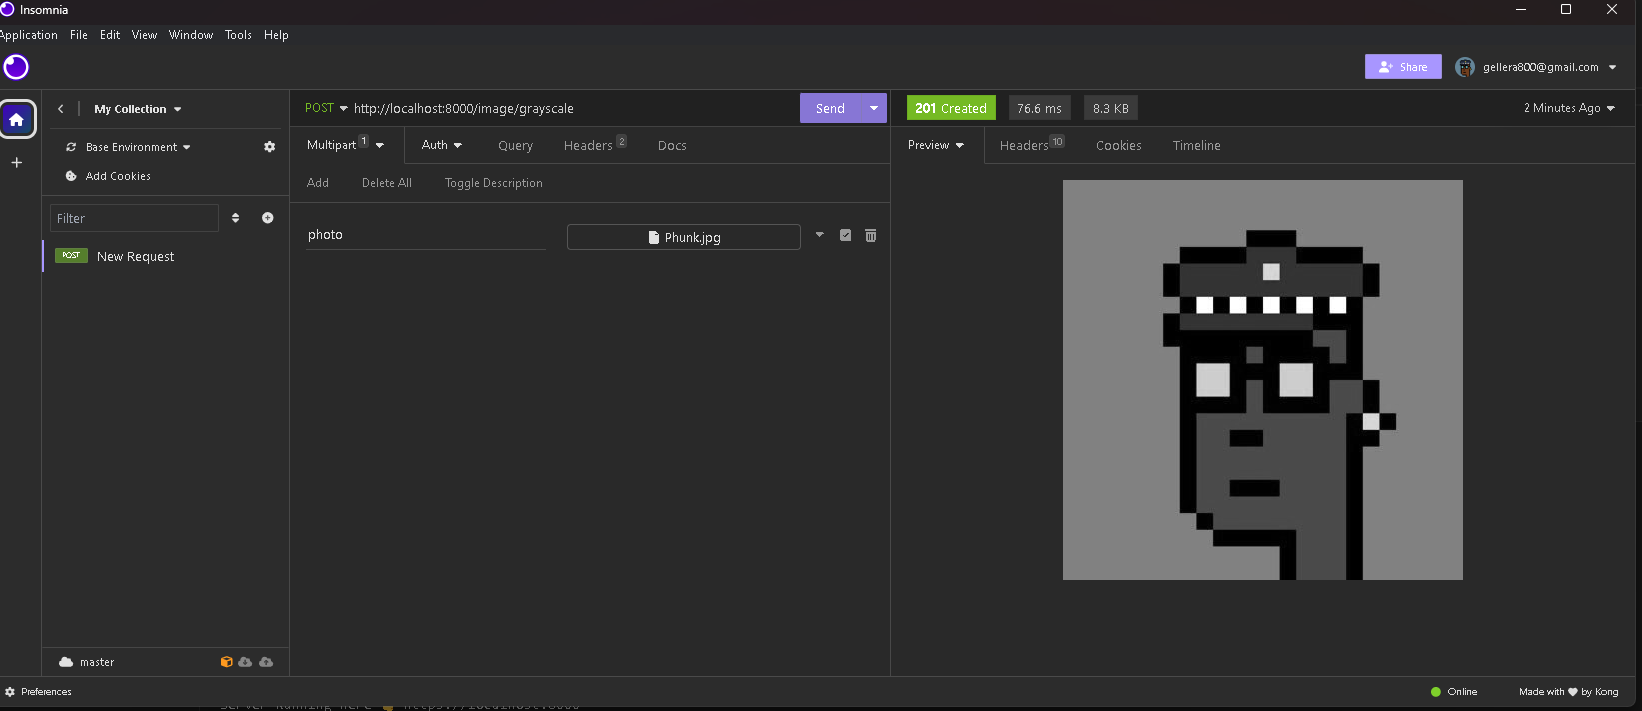 Insomnia
Application File Edit View Window Tools Help
Share gellera800@gmail.com
My Collection
Base Environment
Add Cookies
Filter
POST New Request
master
POST http://localhost:8000/image/grayscale Send
Multipart 1 Auth Query Headers 2 Docs
Add Delete All Toggle Description
photo Phunk.jpg
201 Created 76.6 ms 8.3 KB 2 Minutes Ago
Preview Headers 10 Cookies Timeline
Preferences Online Made with ♥ by Kong